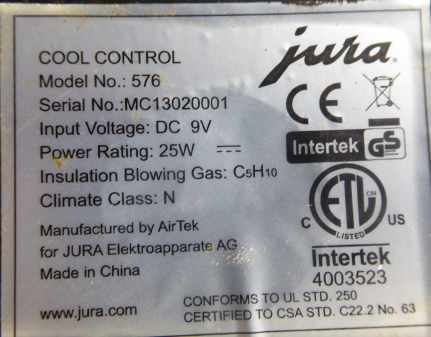 COOL CONTROL
Model No.: 576
Serial No.:MC13020001
Input Voltage: DC 9V
Power Rating: 25W
Insulation Blowing Gas: C₅H₁₀
Climate Class: N
Manufactured by AirTek
for JURA Elektroapparate AG
Made in China
www.jura.com
jura
CE
Intertek GS
ETL
CM
C US
LISTED
Intertek
4003523
CONFORMS TO UL STD. 250
CERTIFIED TO CSA STD. C22.2 No. 63